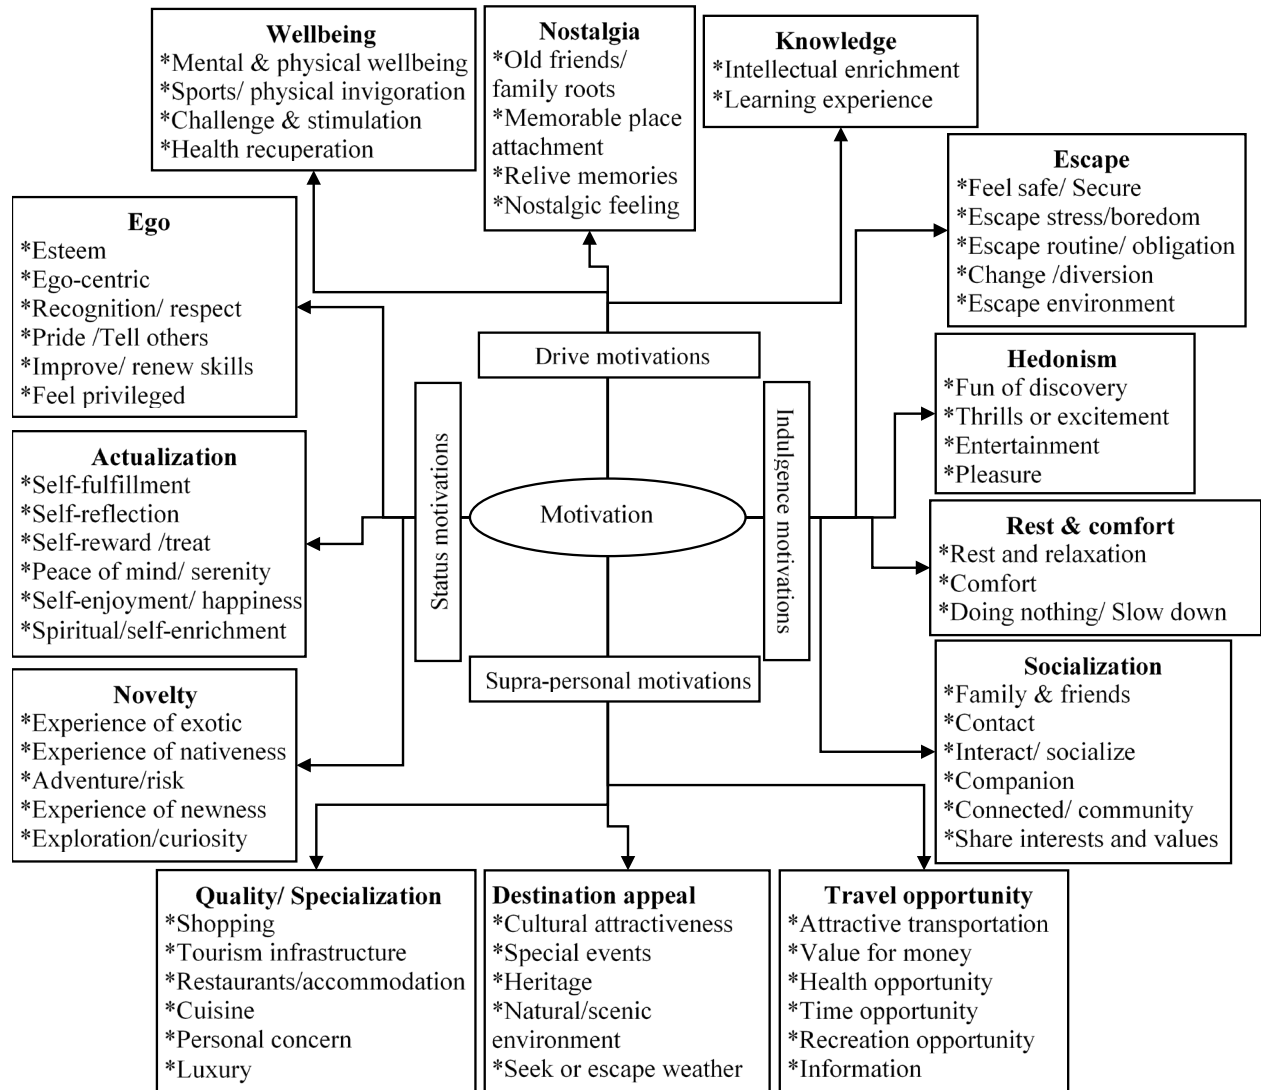 Wellbeing
*Mental & physical wellbeing
*Sports/ physical invigoration
*Challenge & stimulation
*Health recuperation
Nostalgia
*Old friends/
family roots
*Memorable place
attachment
*Relive memories
*Nostalgic feeling
Knowledge
*Intellectual enrichment
*Learning experience
Escape
*Feel safe/ Secure
*Escape stress/boredom
*Escape routine/ obligation
*Change /diversion
*Escape environment
Ego
*Esteem
*Ego-centric
*Recognition/ respect
*Pride /Tell others
*Improve/ renew skills
*Feel privileged
Drive motivations
Hedonism
*Fun of discovery
*Thrills or excitement
*Entertainment
*Pleasure
Actualization
*Self-fulfillment
*Self-reflection
*Self-reward /treat
*Peace of mind/ serenity
*Self-enjoyment/ happiness
*Spiritual/self-enrichment
Status motivations
Motivation
Indulgence motivations
Rest & comfort
*Rest and relaxation
*Comfort
*Doing nothing/ Slow down
Supra-personal motivations
Socialization
*Family & friends
*Contact
*Interact/ socialize
*Companion
*Connected/ community
*Share interests and values
Novelty
*Experience of exotic
*Experience of nativeness
*Adventure/risk
*Experience of newness
*Exploration/curiosity
Quality/ Specialization
*Shopping
*Tourism infrastructure
*Restaurants/accommodation
*Cuisine
*Personal concern
*Luxury
Destination appeal
*Cultural attractiveness
*Special events
*Heritage
*Natural/scenic
environment
*Seek or escape weather
Travel opportunity
*Attractive transportation
*Value for money
*Health opportunity
*Time opportunity
*Recreation opportunity
*Information